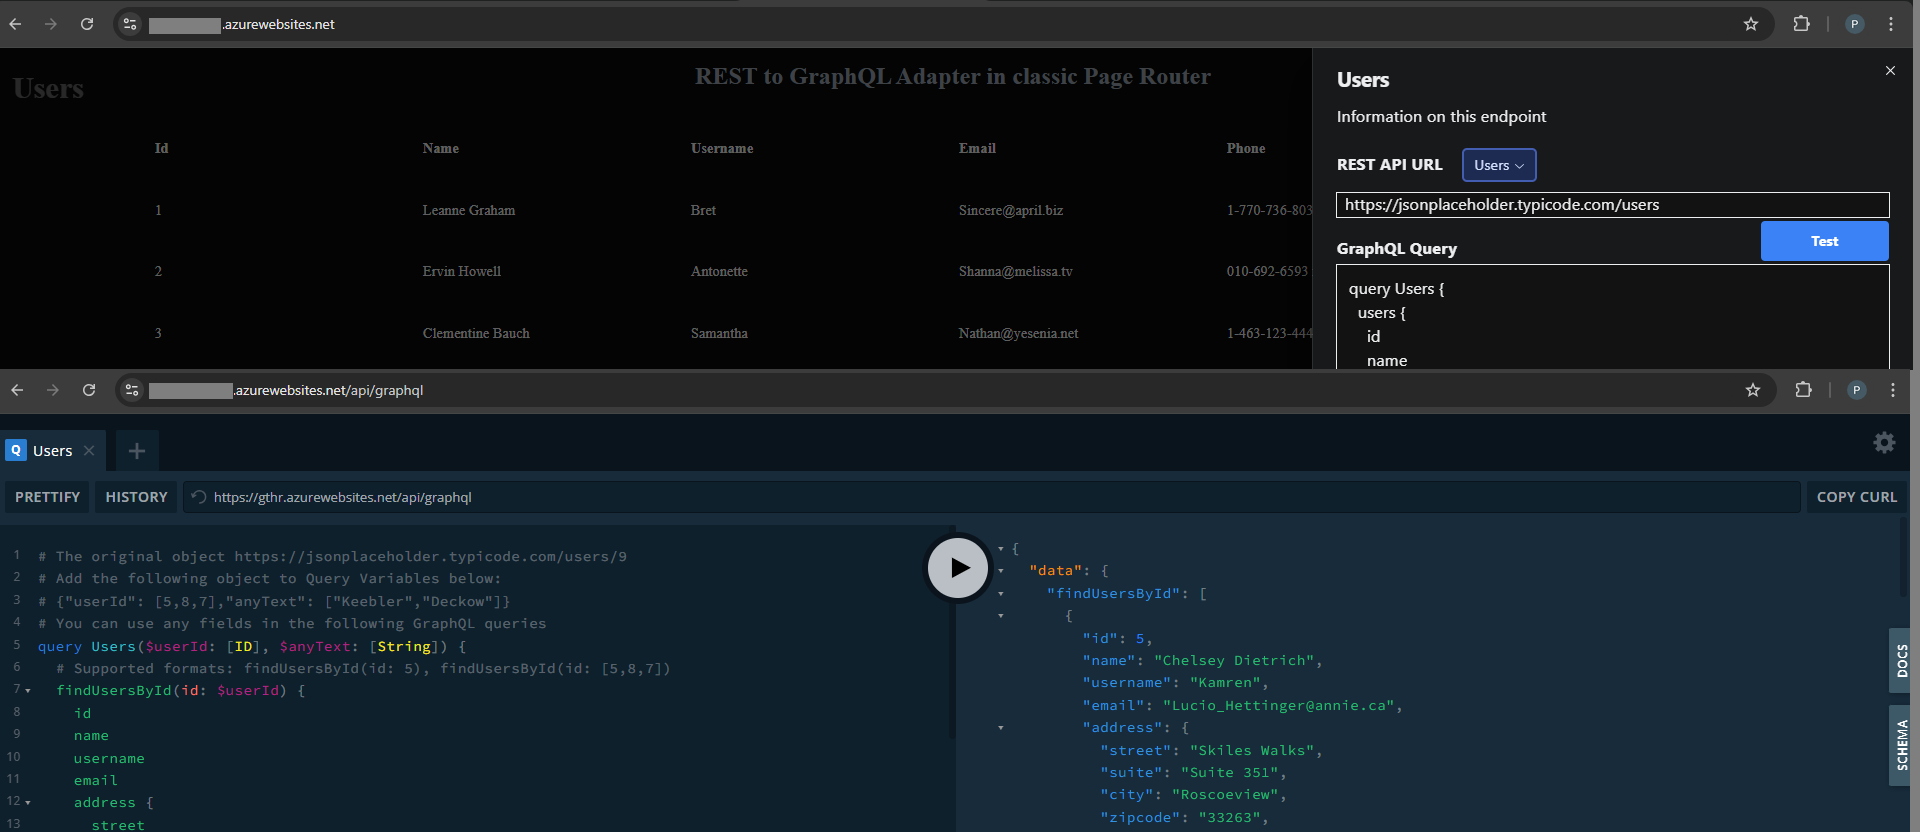 .azurewebsites.net
P
Users
REST to GraphQL Adapter in classic Page Router
Id Name Username Email Phone
1 Leanne Graham Bret Sincere@april.biz 1-770-736-803
2 Ervin Howell Antonette Shanna@melissa.tv 010-692-6593
3 Clementine Bauch Samantha Nathan@yesenia.net 1-463-123-444
Users
Information on this endpoint
REST API URL Users
https://jsonplaceholder.typicode.com/users
Test
GraphQL Query
query Users {
users {
id
name
.azurewebsites.net/api/graphql
P
Q Users
PRETTIFY HISTORY https://gthr.azurewebsites.net/api/graphql COPY CURL
1 # The original object https://jsonplaceholder.typicode.com/users/9
2 # Add the following object to Query Variables below:
3 # {"userId": [5,8,7],"anyText": ["Keebler","Deckow"]}
4 # You can use any fields in the following GraphQL queries
5 query Users($userId: [ID], $anyText: [String]) {
6 # Supported formats: findUsersById(id: 5), findUsersById(id: [5,8,7])
7 findUsersById(id: $userId) {
8 id
9 name
10 username
11 email
12 address {
13 street
{
"data": {
"findUsersById": [
{
"id": 5,
"name": "Chelsey Dietrich",
"username": "Kamren",
"email": "Lucio_Hettinger@annie.ca",
"address": {
"street": "Skiles Walks",
"suite": "Suite 351",
"city": "Roscoeview",
"zipcode": "33263",
DOCS
SCHEMA